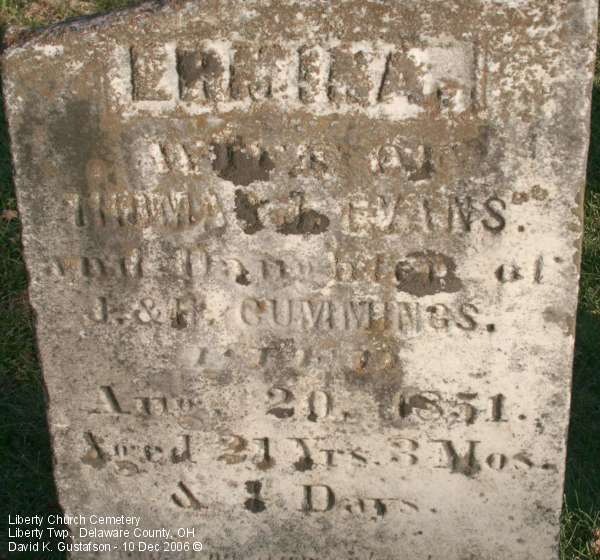 WIFE OF
THOMAS J. EVANS.
and Daughter of
J. & R. CUMMINGS.
DIED
Aug. 20, 1851.
Aged 21 Yrs. 3 Mos.
& Days.
Liberty Church Cemetery
Liberty Twp., Delaware County, OH
David K. Gustafson - 10 Dec 2006 ©